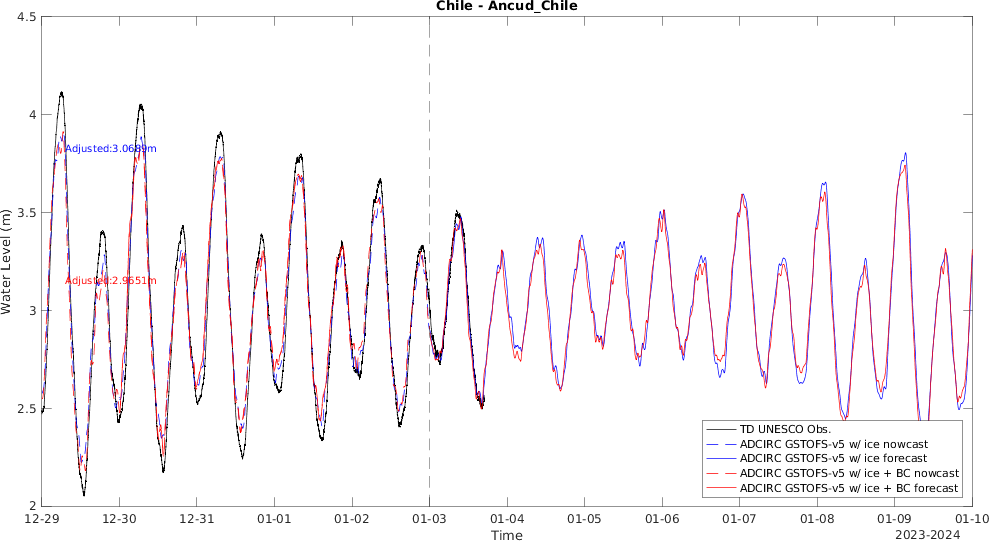 Chile - Ancud_Chile
4.5
4
Adjusted:3.0689m
3.5
Adjusted:2.9551m
Water Level (m)
3
2.5
2
TD UNESCO Obs.
ADCIRC GSTOFS-v5 w/ ice nowcast
ADCIRC GSTOFS-v5 w/ ice forecast
ADCIRC GSTOFS-v5 w/ ice + BC nowcast
ADCIRC GSTOFS-v5 w/ ice + BC forecast
12-29 12-30 12-31 01-01 01-02 01-03 01-04 01-05 01-06 01-07 01-08 01-09 01-10
Time
2023-2024